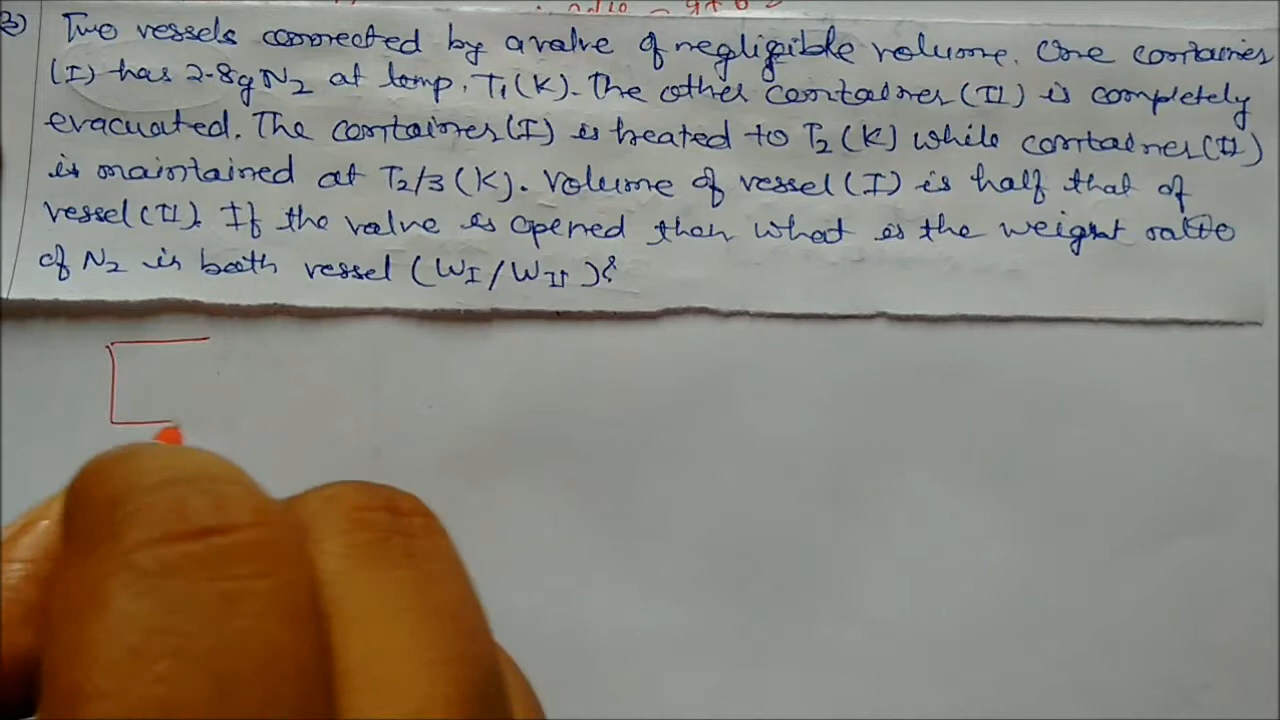 3) Two vessels connected by a valve of negligible volume. One container
(I) has 2.8g N2 at temp. T1(K). The other container (II) is completely
evacuated. The container (I) is heated to T2(K) while container (II)
is maintained at T2/3 (K). Volume of vessel (I) is half that of
vessel (II). If the valve is opened then what is the weight ratio
of N2 is both vessel (WI/WII)?